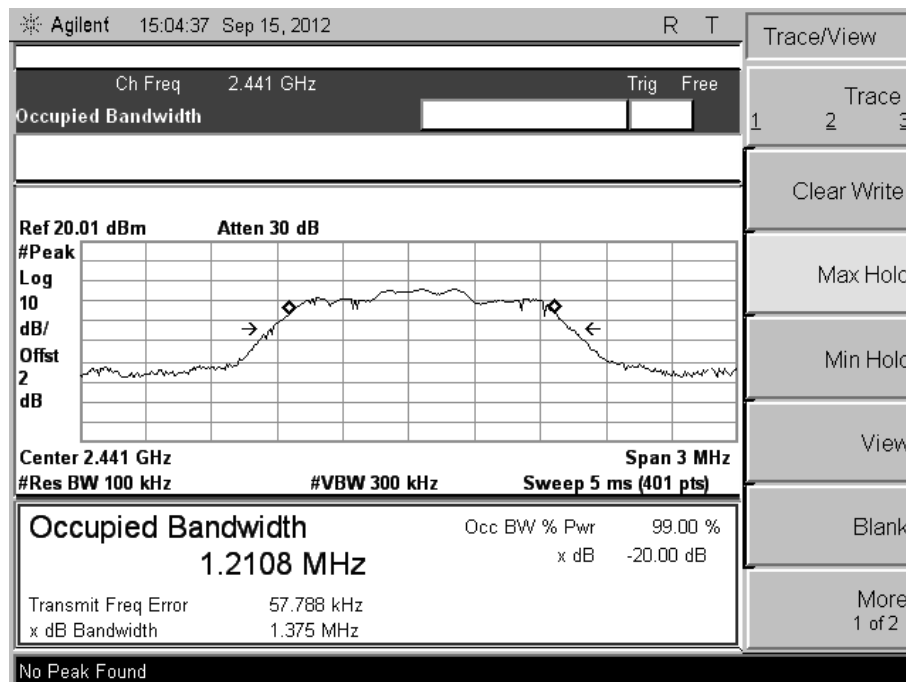 Agilent 15:04:37 Sep 15, 2012 R T
Trace/View
Ch Freq 2.441 GHz Trig Free
Occupied Bandwidth
Trace
1 2 3
Clear Write
Max Hold
Min Hold
View
Blank
More
1 of 2
Ref 20.01 dBm Atten 30 dB
#Peak
Log
10
dB/
Offst
2
dB
Center 2.441 GHz Span 3 MHz
#Res BW 100 kHz #VBW 300 kHz Sweep 5 ms (401 pts)
Occupied Bandwidth
1.2108 MHz
Occ BW % Pwr 99.00 %
x dB -20.00 dB
Transmit Freq Error 57.788 kHz
x dB Bandwidth 1.375 MHz
No Peak Found